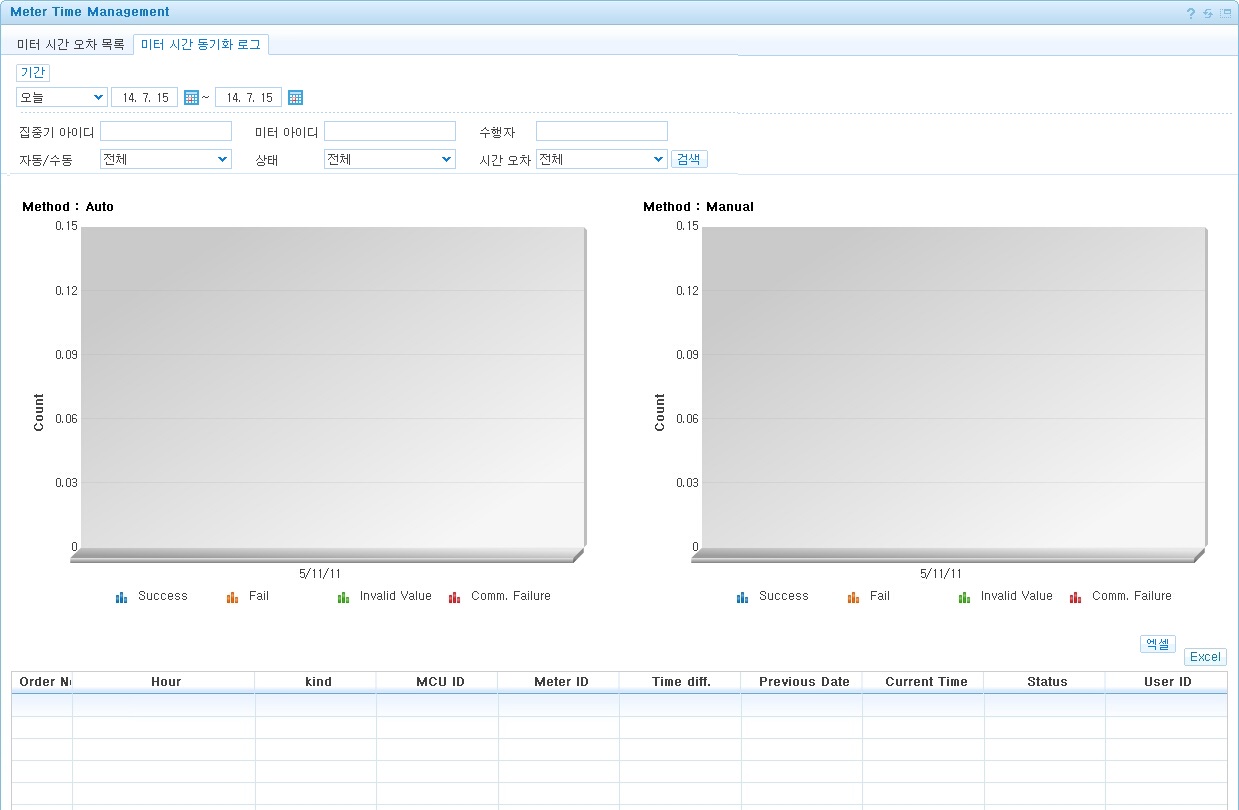 Meter Time Management
미터 시간 오차 목록 미터 시간 동기화 로그
기간
오늘 14. 7. 15 ~ 14. 7. 15
집중기 아이디 미터 아이디 수행자
자동/수동 전체 상태 전체 시간 오차 전체 검색
Method : Auto
0.15
0.12
0.09
0.06
0.03
0
Count
5/11/11
Success Fail Invalid Value Comm. Failure
Method : Manual
0.15
0.12
0.09
0.06
0.03
0
Count
5/11/11
Success Fail Invalid Value Comm. Failure
엑셀
Excel
Order N Hour kind MCU ID Meter ID Time diff. Previous Date Current Time Status User ID